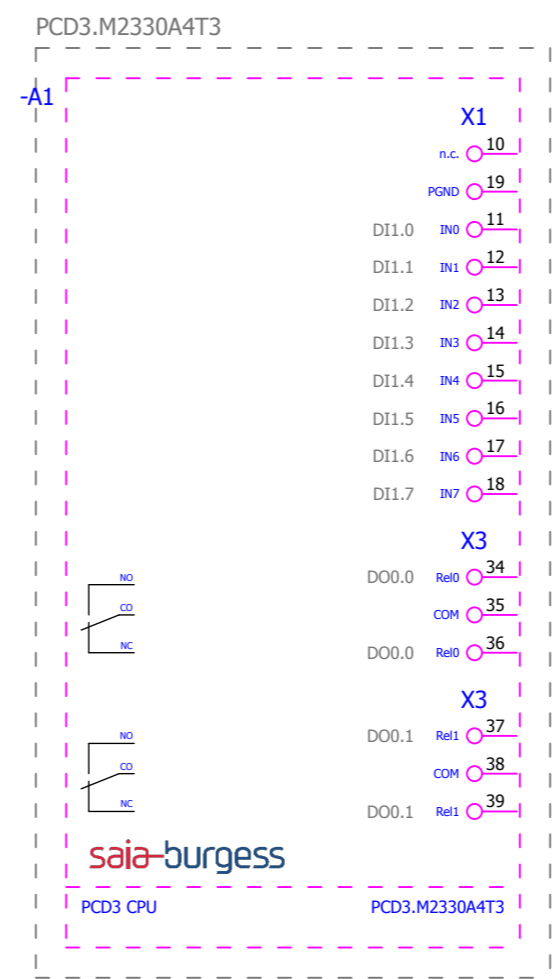 PCD3.M2330A4T3
-A1
X1
n.c. 10
PGND 19
DI1.0 IN0 11
DI1.1 IN1 12
DI1.2 IN2 13
DI1.3 IN3 14
DI1.4 IN4 15
DI1.5 IN5 16
DI1.6 IN6 17
DI1.7 IN7 18
X3
NO DO0.0 Rel0 34
CO COM 35
NC DO0.0 Rel0 36
X3
NO DO0.1 Rel1 37
CO COM 38
NC DO0.1 Rel1 39
saia-burgess
PCD3 CPU PCD3.M2330A4T3